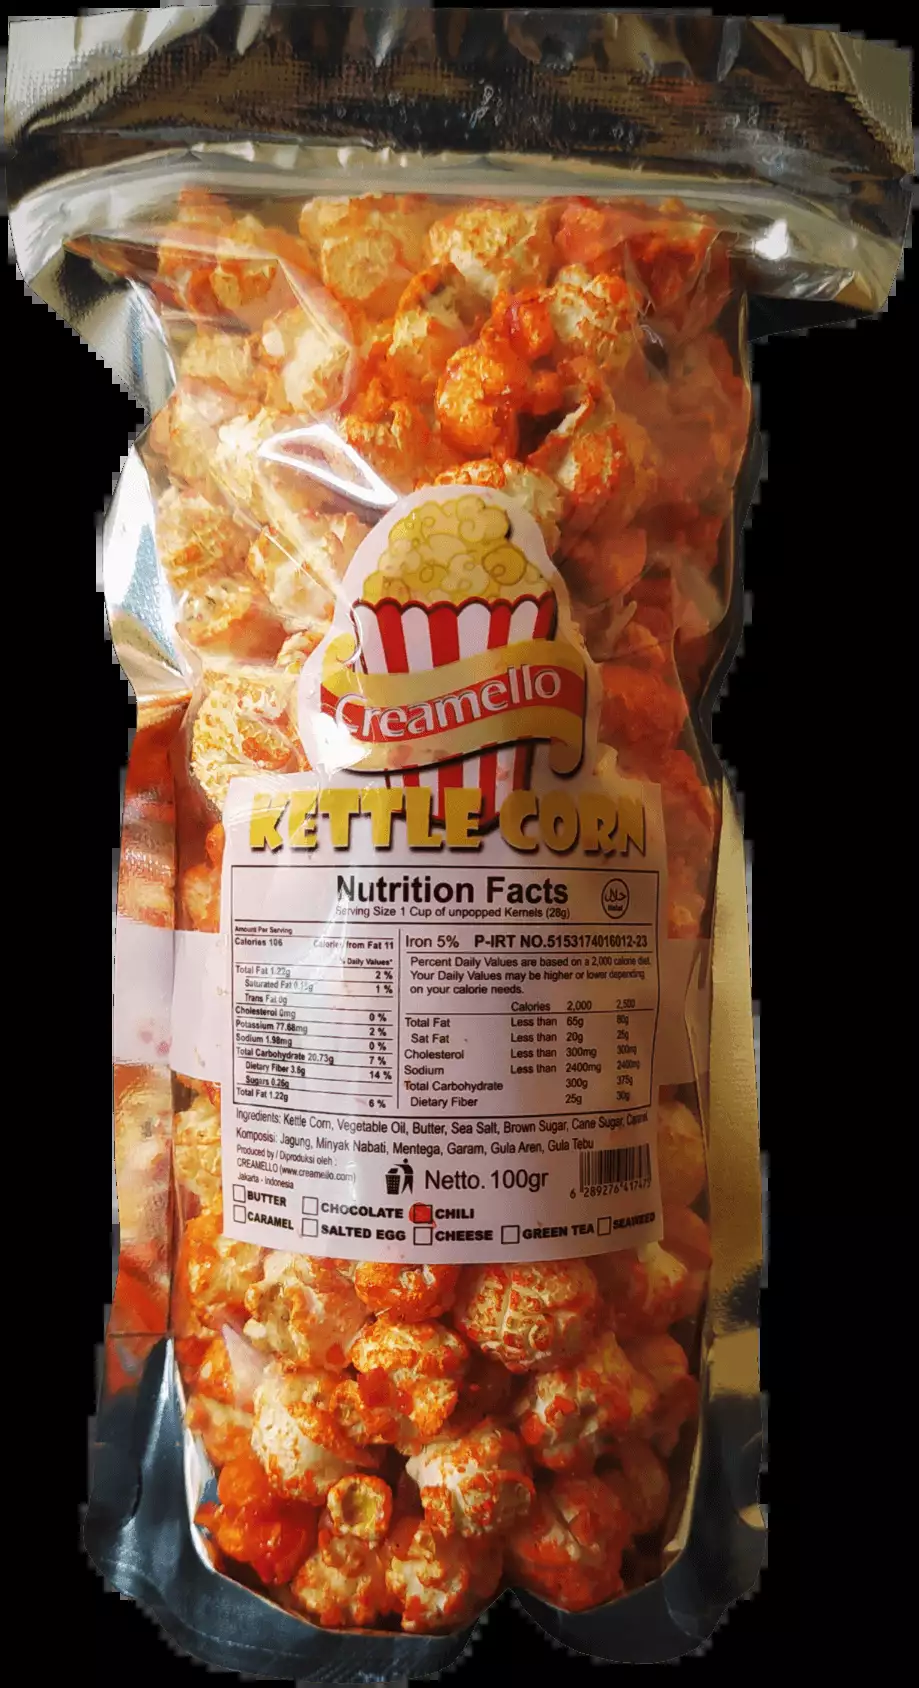 Creamello
KETTLE CORN
Nutrition Facts
Serving Size 1 Cup of unpopped Kernels (28g)
حلال
Halal
Amount Per Serving
Calories 106 Calories from Fat 11
% Daily Values*
Total Fat 1.22g 2 %
Saturated Fat 1 %
Trans Fat 0g
Cholesterol 0mg 0 %
Potassium 77.68mg 2 %
Sodium 1.98mg 0 %
Total Carbohydrate 20.73g 7 %
Dietary Fiber 3.6g 14 %
Sugars 0.26g
Total Fat 1.22g 6 %
Iron 5% P-IRT NO.5153174016012-23
Percent Daily Values are based on a 2,000 calorie diet.
Your Daily Values may be higher or lower depending
on your calorie needs.
Calories 2,000 2,500
Total Fat Less than 65g 80g
Sat Fat Less than 20g 25g
Cholesterol Less than 300mg 300mg
Sodium Less than 2400mg 2400mg
Total Carbohydrate 300g 375g
Dietary Fiber 25g 30g
Ingredients: Kettle Corn, Vegetable Oil, Butter, Sea Salt, Brown Sugar, Cane Sugar, Caramel
Komposisi: Jagung, Minyak Nabati, Mentega, Garam, Gula Aren, Gula Tebu
Produced by / Diproduksi oleh :
CREAMELLO (www.creamello.com)
Jakarta - Indonesia
Netto. 100gr
6 289276
BUTTER CHOCOLATE CHILI
CARAMEL SALTED EGG CHEESE GREEN TEA SEAWEED